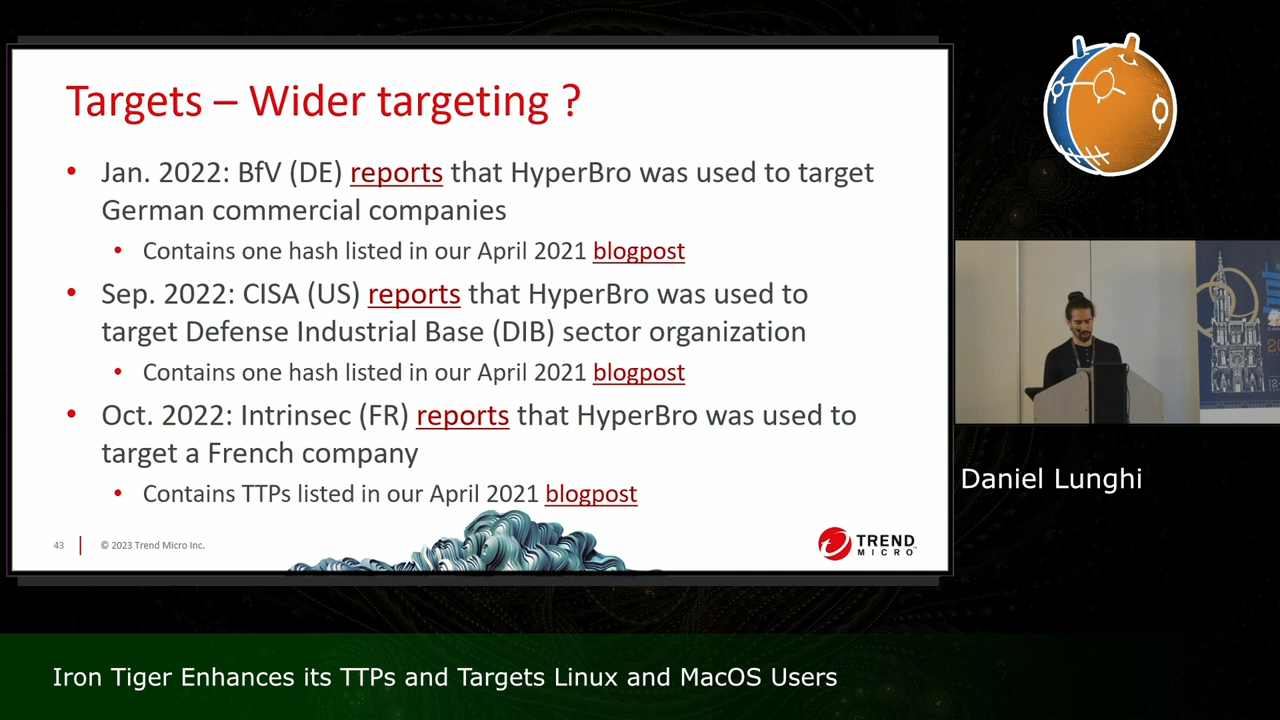 Targets – Wider targeting ?
• Jan. 2022: BfV (DE) reports that HyperBro was used to target
German commercial companies
• Contains one hash listed in our April 2021 blogpost
• Sep. 2022: CISA (US) reports that HyperBro was used to
target Defense Industrial Base (DIB) sector organization
• Contains one hash listed in our April 2021 blogpost
• Oct. 2022: Intrinsec (FR) reports that HyperBro was used to
target a French company
• Contains TTPs listed in our April 2021 blogpost
43
© 2023 Trend Micro Inc.
TREND
MICRO™
Daniel Lunghi
Iron Tiger Enhances its TTPs and Targets Linux and MacOS Users